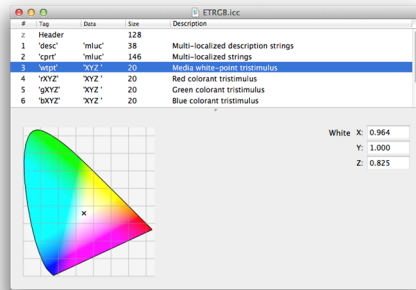 ETRGB.icc
# Tag Data Size Description
z Header 128
1 'desc' 'mluc' 38 Multi-localized description strings
2 'cprt' 'mluc' 146 Multi-localized strings
3 'wtpt' 'XYZ ' 20 Media white-point tristimulus
4 'rXYZ' 'XYZ ' 20 Red colorant tristimulus
5 'gXYZ' 'XYZ ' 20 Green colorant tristimulus
6 'bXYZ' 'XYZ ' 20 Blue colorant tristimulus
White X: 0.964
Y: 1.000
Z: 0.825